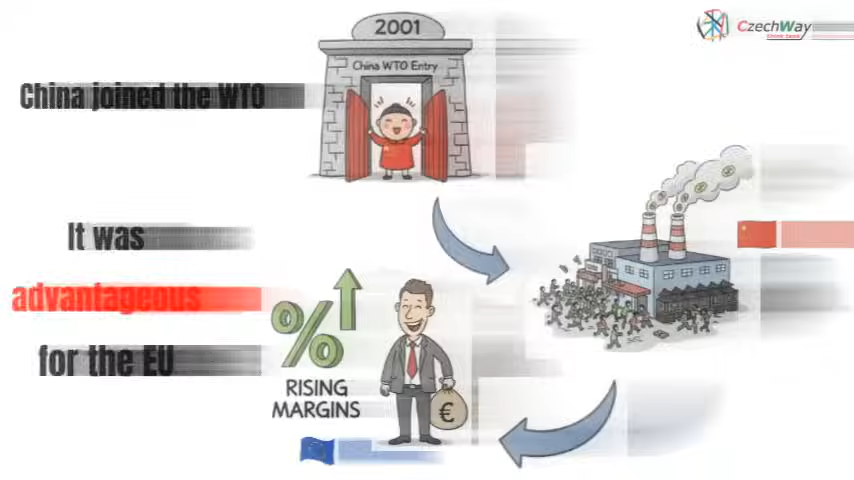 2001
China WTO Entry
CzechWay
China joined the WTO
It was
advantageous
for the EU
%
RISING
MARGINS
€